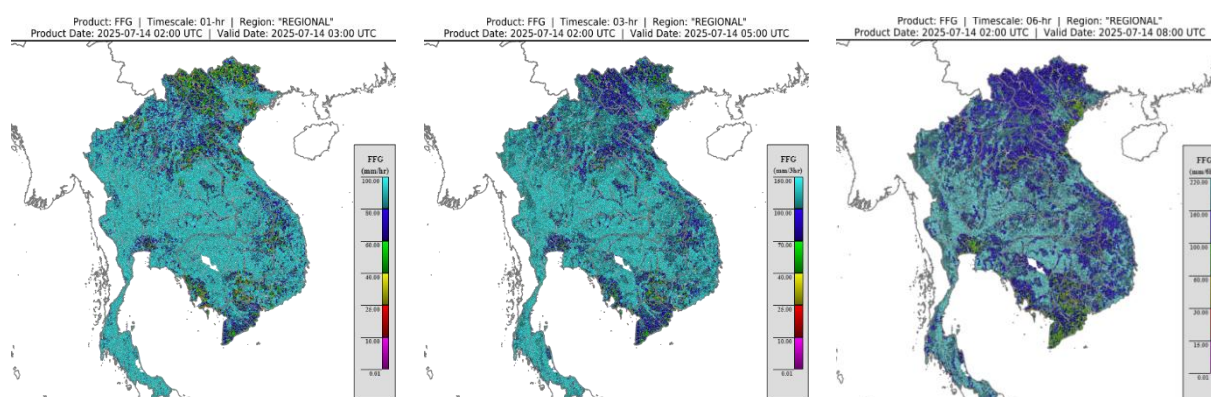 Product: FFG | Timescale: 01-hr | Region: "REGIONAL"
Product Date: 2025-07-14 02:00 UTC | Valid Date: 2025-07-14 03:00 UTC
FFG
(mm/hr)
100.00
80.00
60.00
40.00
20.00
10.00
0.01
Product: FFG | Timescale: 03-hr | Region: "REGIONAL"
Product Date: 2025-07-14 02:00 UTC | Valid Date: 2025-07-14 05:00 UTC
FFG
(mm/3hr)
180.00
100.00
70.00
40.00
20.00
10.00
0.01
Product: FFG | Timescale: 06-hr | Region: "REGIONAL"
Product Date: 2025-07-14 02:00 UTC | Valid Date: 2025-07-14 08:00 UTC
FFG
220.00
160.00
100.00
60.00
30.00
15.00
0.01